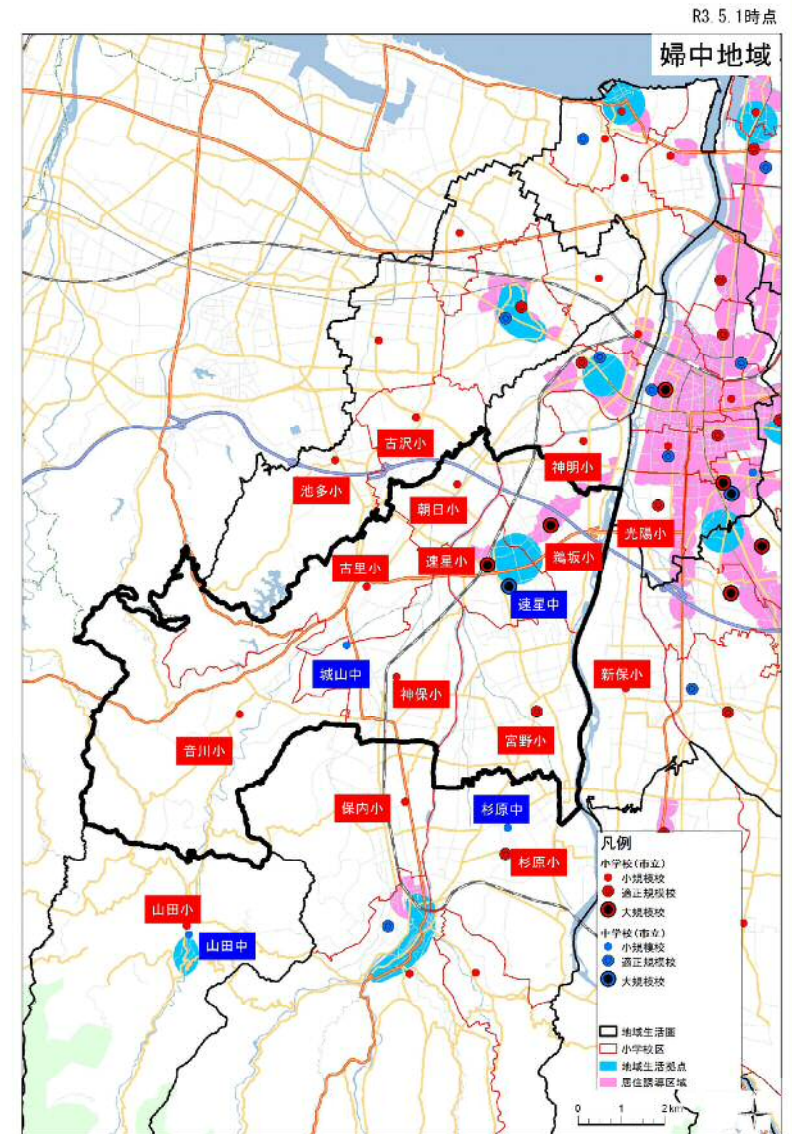 R3.5.1時点
婦中地域
古沢小
神明小
池多小
朝日小
光陽小
古里小
速星小
鵜坂小
速星中
城山中
神保小
新保小
音川小
宮野小
保内小
杉原中
杉原小
山田小
山田中
凡例
小学校(市立)
小規模校
適正規模校
大規模校
中学校(市立)
小規模校
適正規模校
大規模校
地域生活圏
小学校区
地域生活拠点
居住誘導区域
0 1 2km